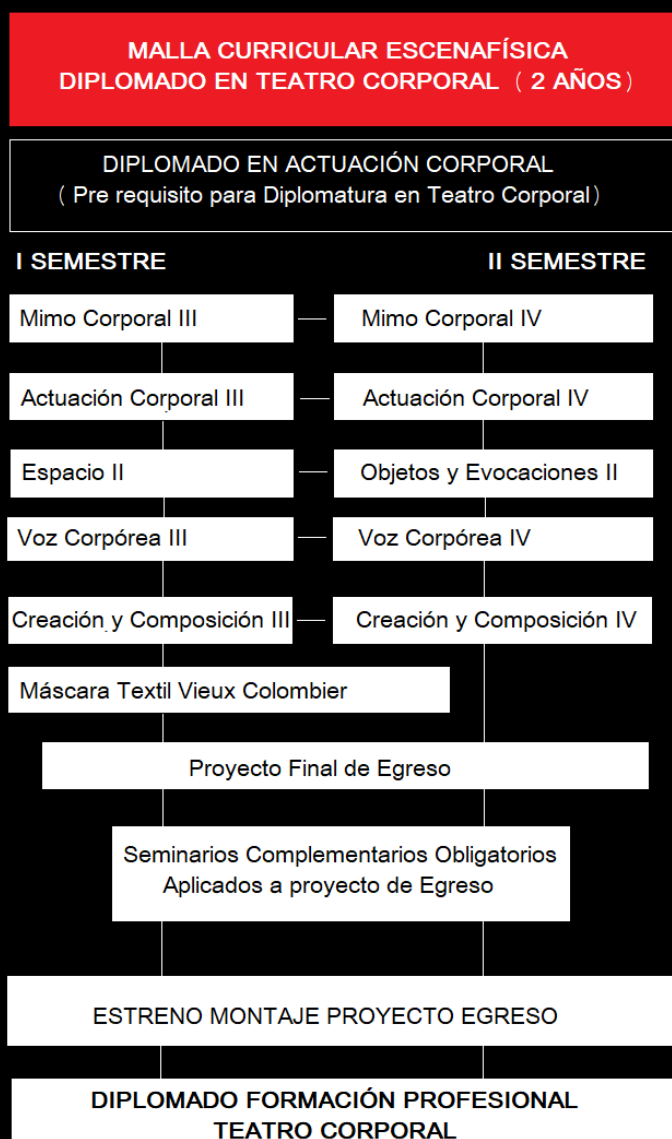 MALLA CURRICULAR ESCENAFÍSICA
DIPLOMADO EN TEATRO CORPORAL ( 2 AÑOS)
DIPLOMADO EN ACTUACIÓN CORPORAL
( Pre requisito para Diplomatura en Teatro Corporal)
I SEMESTRE
II SEMESTRE
Mimo Corporal III
Mimo Corporal IV
Actuación Corporal III
Actuación Corporal IV
Espacio II
Objetos y Evocaciones II
Voz Corpórea III
Voz Corpórea IV
Creación y Composición III
Creación y Composición IV
Máscara Textil Vieux Colombier
Proyecto Final de Egreso
Seminarios Complementarios Obligatorios
Aplicados a proyecto de Egreso
ESTRENO MONTAJE PROYECTO EGRESO
DIPLOMADO FORMACIÓN PROFESIONAL
TEATRO CORPORAL